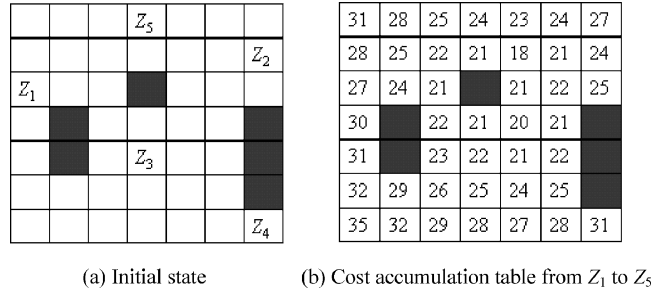 Z5
Z2
Z1
Z3
Z4
(a) Initial state
31 28 25 24 23 24 27
28 25 22 21 18 21 24
27 24 21 21 22 25
30 22 21 20 21
31 23 22 21 22
32 29 26 25 24 25
35 32 29 28 27 28 31
(b) Cost accumulation table from Z1 to Z5